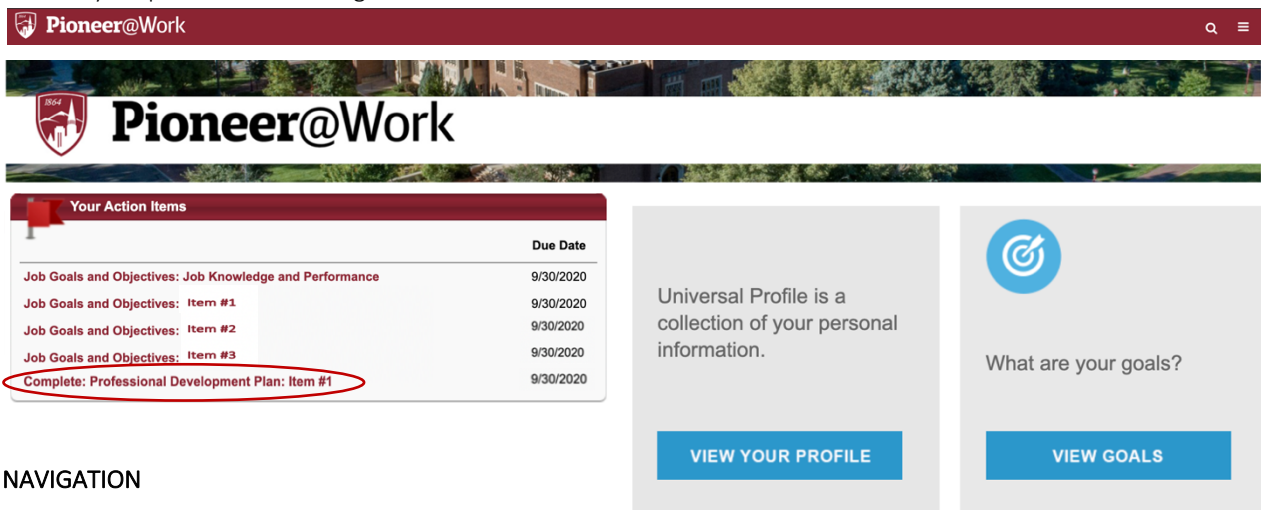 Pioneer@Work
1864
Pioneer@Work
Your Action Items
Due Date
Job Goals and Objectives: Job Knowledge and Performance 9/30/2020
Job Goals and Objectives: Item #1 9/30/2020
Job Goals and Objectives: Item #2 9/30/2020
Job Goals and Objectives: Item #3 9/30/2020
Complete: Professional Development Plan: Item #1 9/30/2020
Universal Profile is a
collection of your personal
information.
VIEW YOUR PROFILE
What are your goals?
VIEW GOALS
NAVIGATION